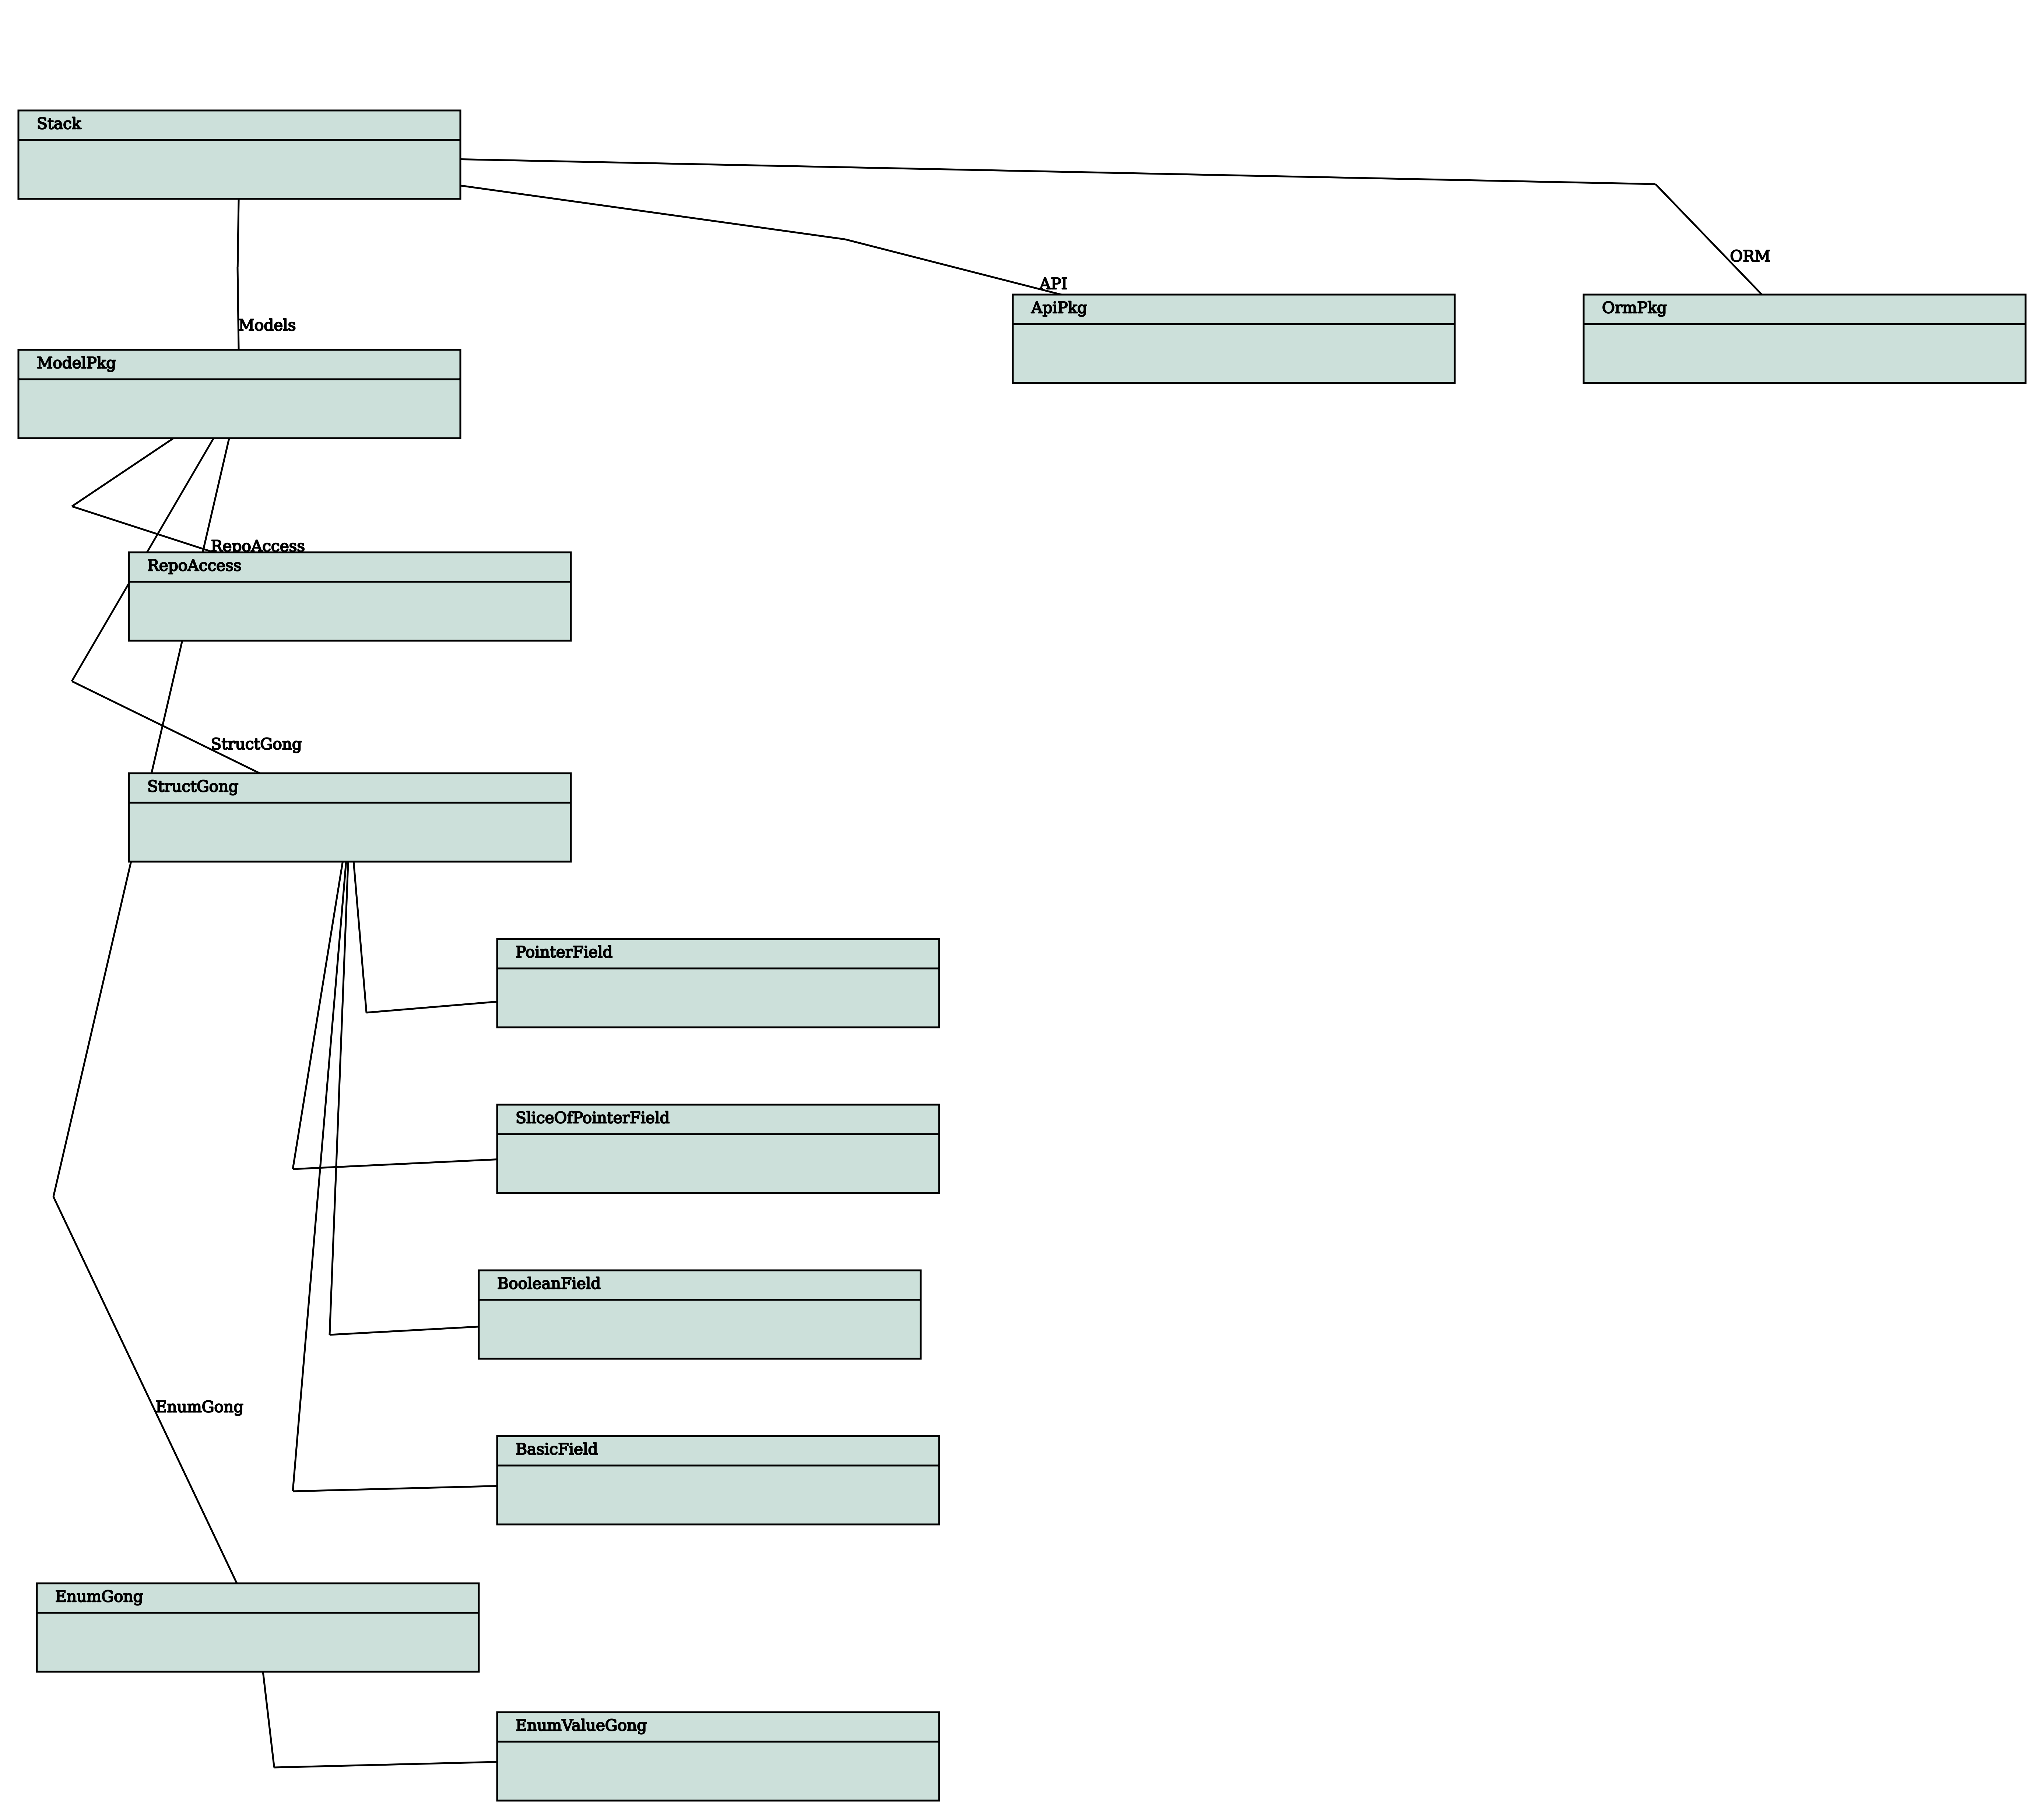 Stack
ORM
API
ApiPkg
OrmPkg
Models
ModelPkg
RepoAccess
RepoAccess
StructGong
StructGong
PointerField
SliceOfPointerField
BooleanField
EnumGong
BasicField
EnumGong
EnumValueGong